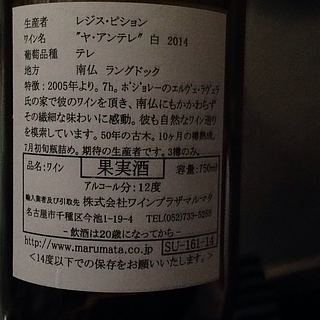 生産者 レジス・ピション
ワイン名 "ヤ・アンテレ" 白 2014
葡萄品種 テレ
地方 南仏 ラングドック
特徴:2005年より。7h。ボジョレーのエルヴェ・ラヴェラ
氏の家で彼のワインを頂き、南仏にもかかわらず
その繊細な味わいに感動。彼も自然なワイン造り
を模索しています。50年の古木。10ヶ月の樽熟成。
7月初旬瓶詰め。期待の生産者です。3樽のみ。
品名:ワイン 果実酒 容量:750ml
アルコール分:12度
輸入業者及び引取先 株式会社ワインプラザマルマタ
名古屋市千種区今池1-19-4 TEL(052)733-5255
-飲酒は20歳になってから-
http://www.marumata.co.jp SU-161-14
<14度以下での保存をお願いいたします。>